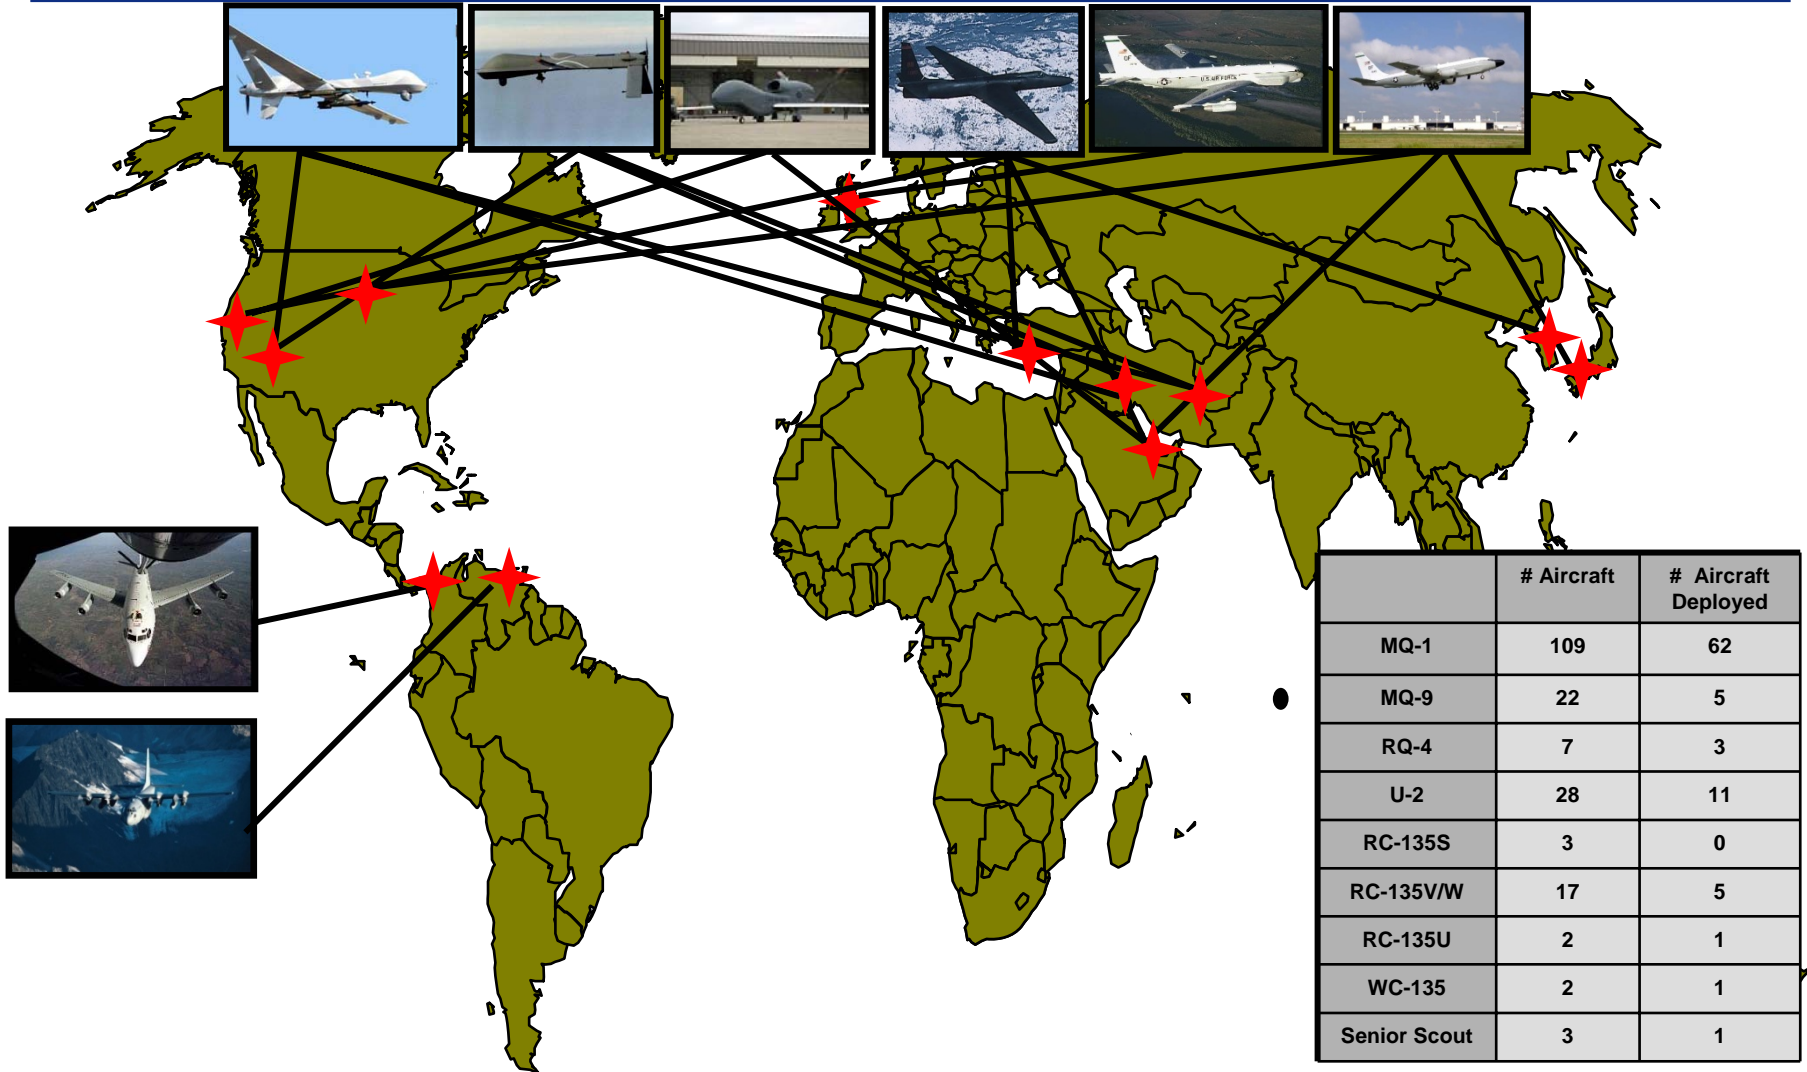 U.S. AIR FORCE
# Aircraft
# Aircraft Deployed
MQ-1 109 62
MQ-9 22 5
RQ-4 7 3
U-2 28 11
RC-135S 3 0
RC-135V/W 17 5
RC-135U 2 1
WC-135 2 1
Senior Scout 3 1